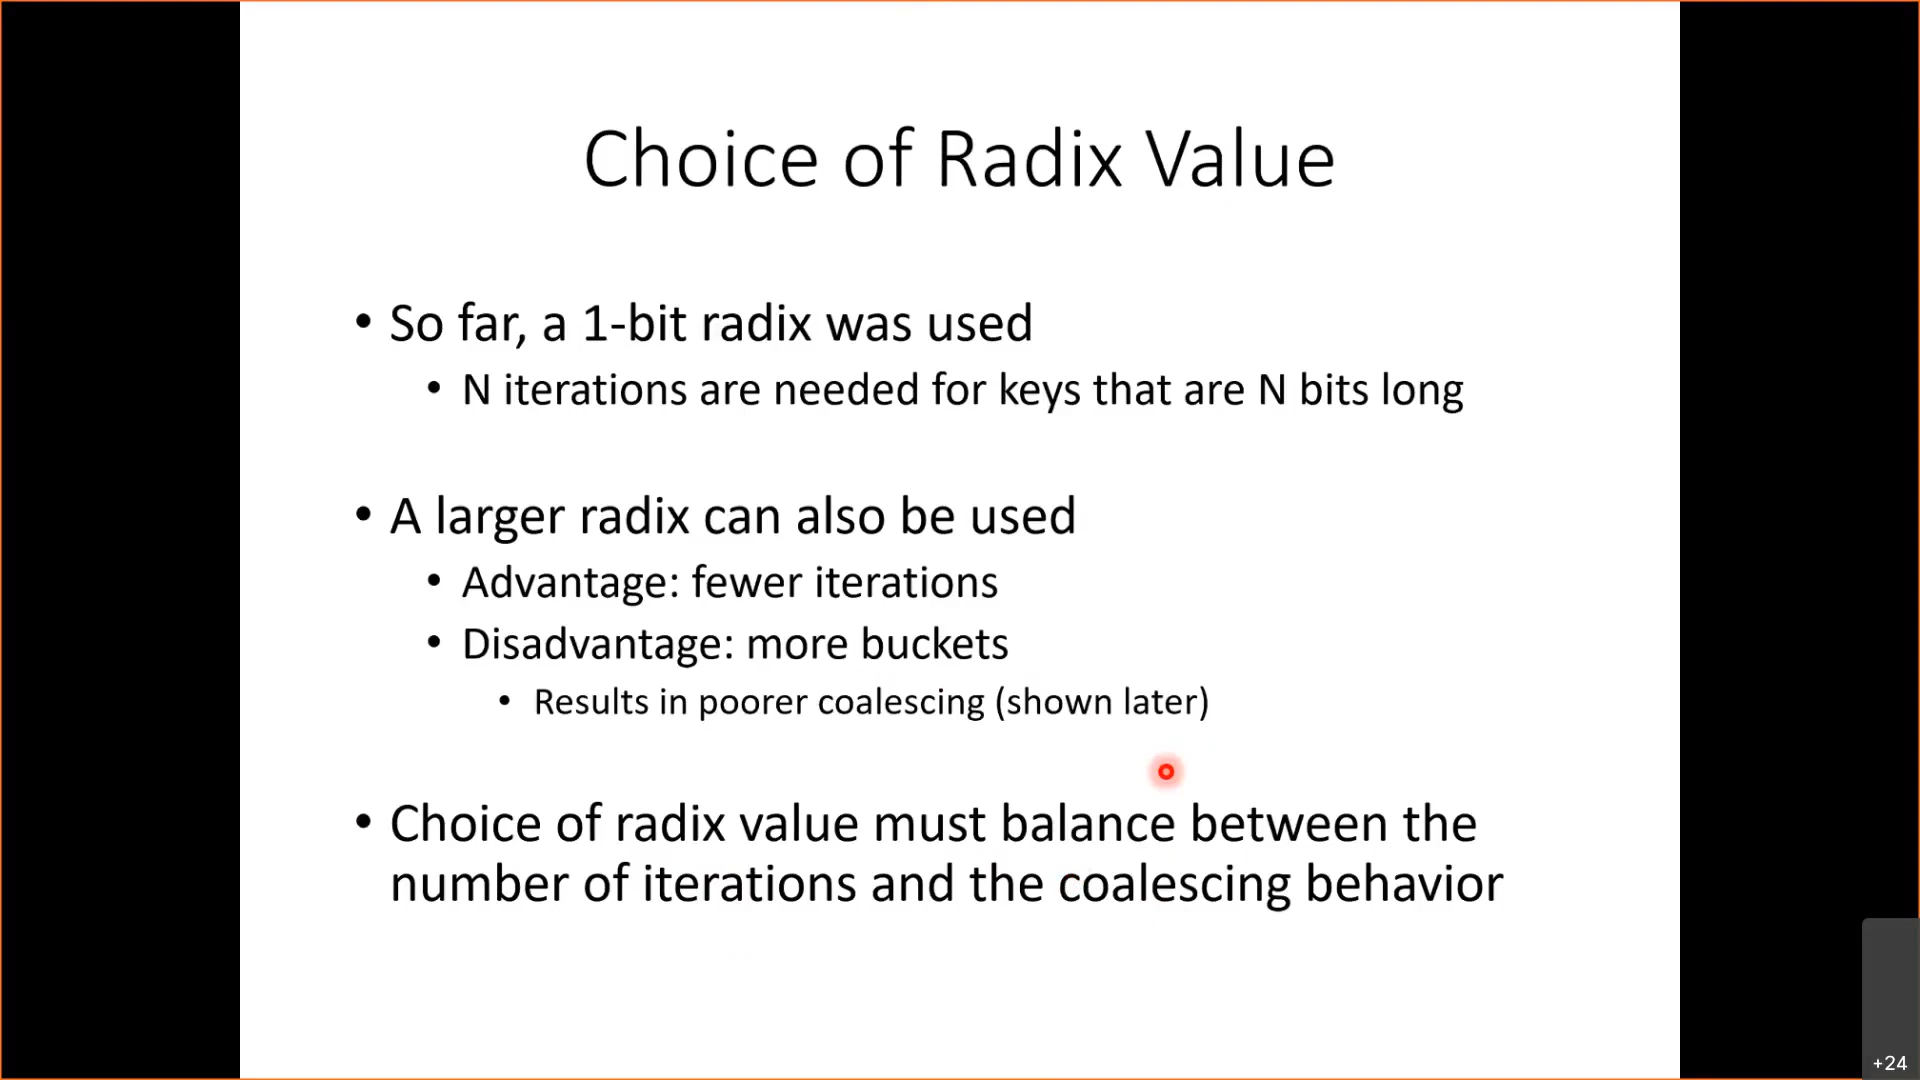 Choice of Radix Value
• So far, a 1-bit radix was used
• N iterations are needed for keys that are N bits long
• A larger radix can also be used
• Advantage: fewer iterations
• Disadvantage: more buckets
• Results in poorer coalescing (shown later)
• Choice of radix value must balance between the
number of iterations and the coalescing behavior
+24